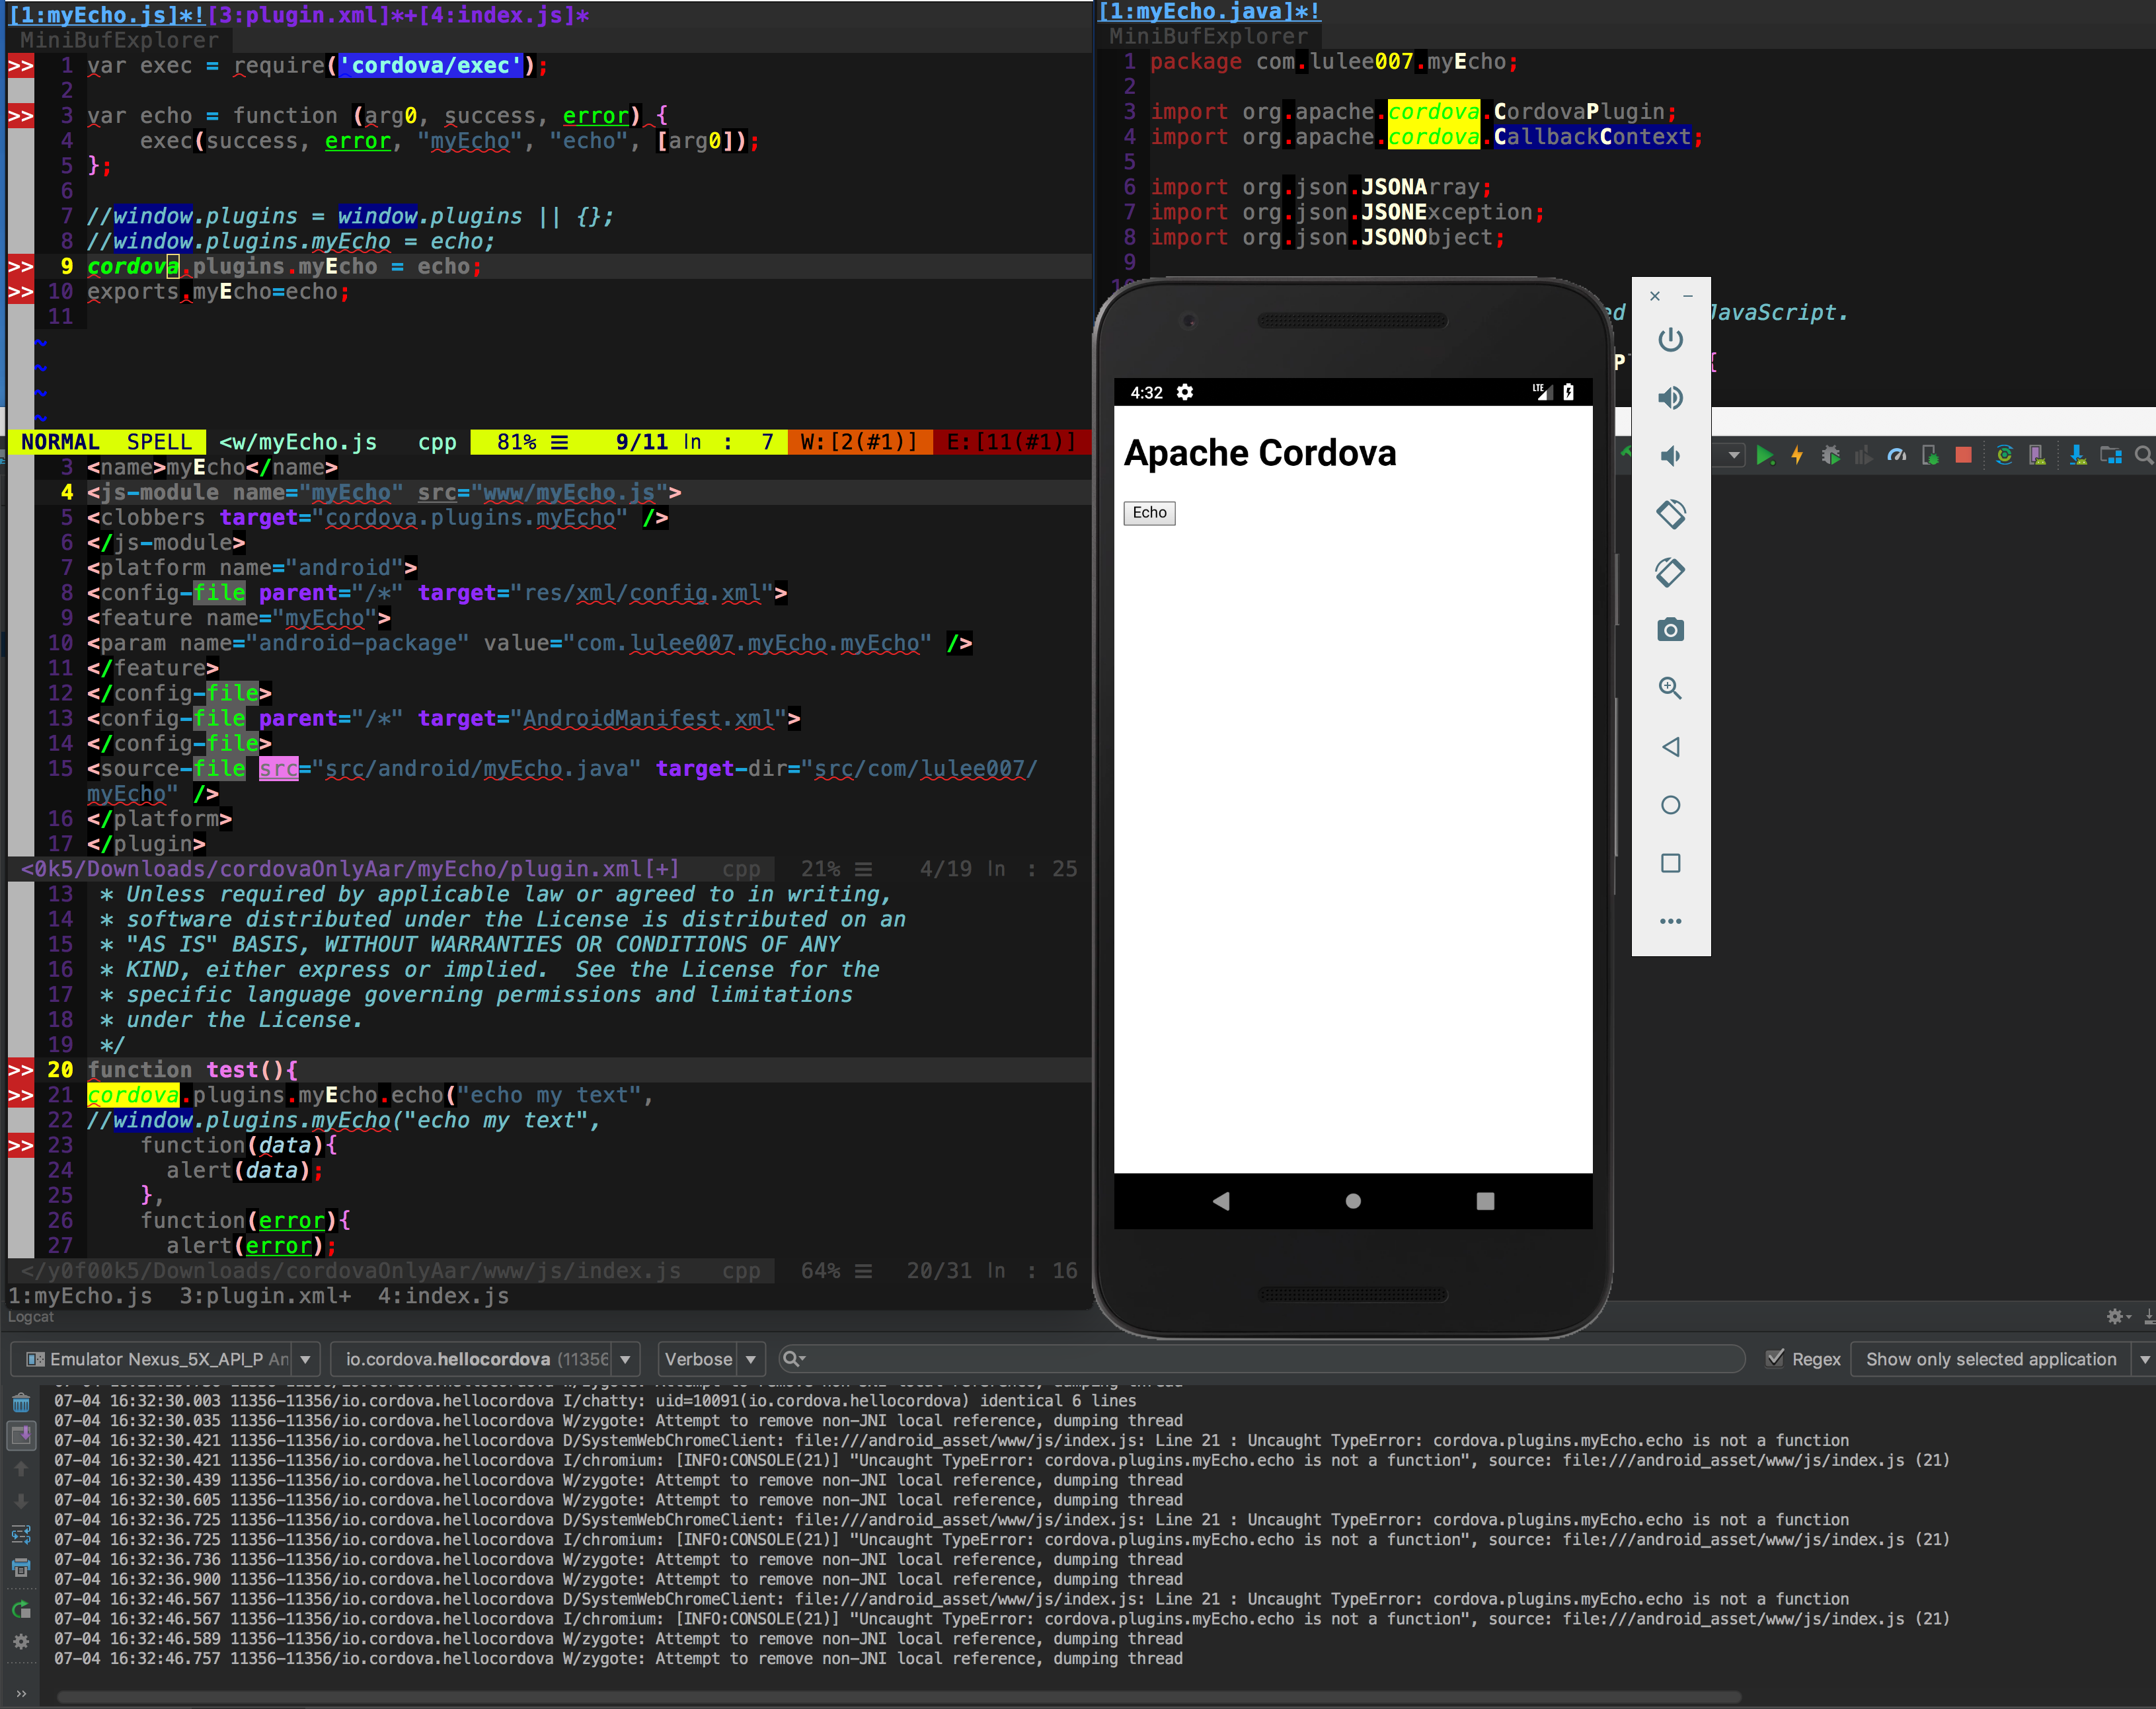 [1:myEcho.js]*![3:plugin.xml]*+[4:index.js]*
MiniBufExplorer
>> 1 var exec = require('cordova/exec');
2
>> 3 var echo = function (arg0, success, error) {
4     exec(success, error, "myEcho", "echo", [arg0]);
5 };
6
7 //window.plugins = window.plugins || {};
8 //window.plugins.myEcho = echo;
>> 9 cordova.plugins.myEcho = echo;
>> 10 exports.myEcho=echo;
11
~
~
~
~
NORMAL SPELL <w/myEcho.js cpp 81% ☰ 9/11 ln : 7 W:[2(#1)] E:[11(#1)]
3 <name>myEcho</name>
4 <js-module name="myEcho" src="www/myEcho.js">
5 <clobbers target="cordova.plugins.myEcho" />
6 </js-module>
7 <platform name="android">
8 <config-file parent="/*" target="res/xml/config.xml">
9 <feature name="myEcho">
10 <param name="android-package" value="com.lulee007.myEcho.myEcho" />
11 </feature>
12 </config-file>
13 <config-file parent="/*" target="AndroidManifest.xml">
14 </config-file>
15 <source-file src="src/android/myEcho.java" target-dir="src/com/lulee007/
myEcho" />
16 </platform>
17 </plugin>
<0k5/Downloads/cordovaOnlyAar/myEcho/plugin.xml[+] cpp 21% ☰ 4/19 ln : 25
13  * Unless required by applicable law or agreed to in writing,
14  * software distributed under the License is distributed on an
15  * "AS IS" BASIS, WITHOUT WARRANTIES OR CONDITIONS OF ANY
16  * KIND, either express or implied.  See the License for the
17  * specific language governing permissions and limitations
18  * under the License.
19  */
>> 20 function test(){
>> 21 cordova.plugins.myEcho.echo("echo my text",
22 //window.plugins.myEcho("echo my text",
>> 23     function(data){
24       alert(data);
25     },
26     function(error){
27       alert(error);
</y0f00k5/Downloads/cordovaOnlyAar/www/js/index.js cpp 64% ☰ 20/31 ln : 16
1:myEcho.js  3:plugin.xml+  4:index.js
[1:myEcho.java]*!
MiniBufExplorer
1 package com.lulee007.myEcho;
2
3 import org.apache.cordova.CordovaPlugin;
4 import org.apache.cordova.CallbackContext;
5
6 import org.json.JSONArray;
7 import org.json.JSONException;
8 import org.json.JSONObject;
9
10
ed JavaScript.
P {
4:32 LTE
Apache Cordova
Echo
Logcat
Emulator Nexus_5X_API_P An io.cordova.hellocordova (11356 Verbose Regex Show only selected application
07-04 16:32:30.003 11356-11356/io.cordova.hellocordova I/chatty: uid=10091(io.cordova.hellocordova) identical 6 lines
07-04 16:32:30.035 11356-11356/io.cordova.hellocordova W/zygote: Attempt to remove non-JNI local reference, dumping thread
07-04 16:32:30.421 11356-11356/io.cordova.hellocordova D/SystemWebChromeClient: file:///android_asset/www/js/index.js: Line 21 : Uncaught TypeError: cordova.plugins.myEcho.echo is not a function
07-04 16:32:30.421 11356-11356/io.cordova.hellocordova I/chromium: [INFO:CONSOLE(21)] "Uncaught TypeError: cordova.plugins.myEcho.echo is not a function", source: file:///android_asset/www/js/index.js (21)
07-04 16:32:30.439 11356-11356/io.cordova.hellocordova W/zygote: Attempt to remove non-JNI local reference, dumping thread
07-04 16:32:30.605 11356-11356/io.cordova.hellocordova W/zygote: Attempt to remove non-JNI local reference, dumping thread
07-04 16:32:36.725 11356-11356/io.cordova.hellocordova D/SystemWebChromeClient: file:///android_asset/www/js/index.js: Line 21 : Uncaught TypeError: cordova.plugins.myEcho.echo is not a function
07-04 16:32:36.725 11356-11356/io.cordova.hellocordova I/chromium: [INFO:CONSOLE(21)] "Uncaught TypeError: cordova.plugins.myEcho.echo is not a function", source: file:///android_asset/www/js/index.js (21)
07-04 16:32:36.736 11356-11356/io.cordova.hellocordova W/zygote: Attempt to remove non-JNI local reference, dumping thread
07-04 16:32:36.900 11356-11356/io.cordova.hellocordova W/zygote: Attempt to remove non-JNI local reference, dumping thread
07-04 16:32:46.567 11356-11356/io.cordova.hellocordova D/SystemWebChromeClient: file:///android_asset/www/js/index.js: Line 21 : Uncaught TypeError: cordova.plugins.myEcho.echo is not a function
07-04 16:32:46.567 11356-11356/io.cordova.hellocordova I/chromium: [INFO:CONSOLE(21)] "Uncaught TypeError: cordova.plugins.myEcho.echo is not a function", source: file:///android_asset/www/js/index.js (21)
07-04 16:32:46.589 11356-11356/io.cordova.hellocordova W/zygote: Attempt to remove non-JNI local reference, dumping thread
07-04 16:32:46.757 11356-11356/io.cordova.hellocordova W/zygote: Attempt to remove non-JNI local reference, dumping thread